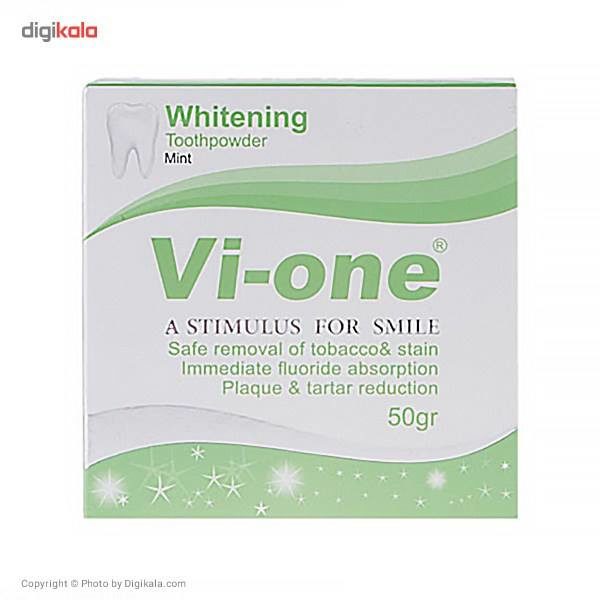 digikala
Whitening
Toothpowder
Mint
Vi-one®
A STIMULUS FOR SMILE
Safe removal of tobacco& stain
Immediate fluoride absorption
Plaque & tartar reduction
50gr
Copyright © Photo by Digikala.com